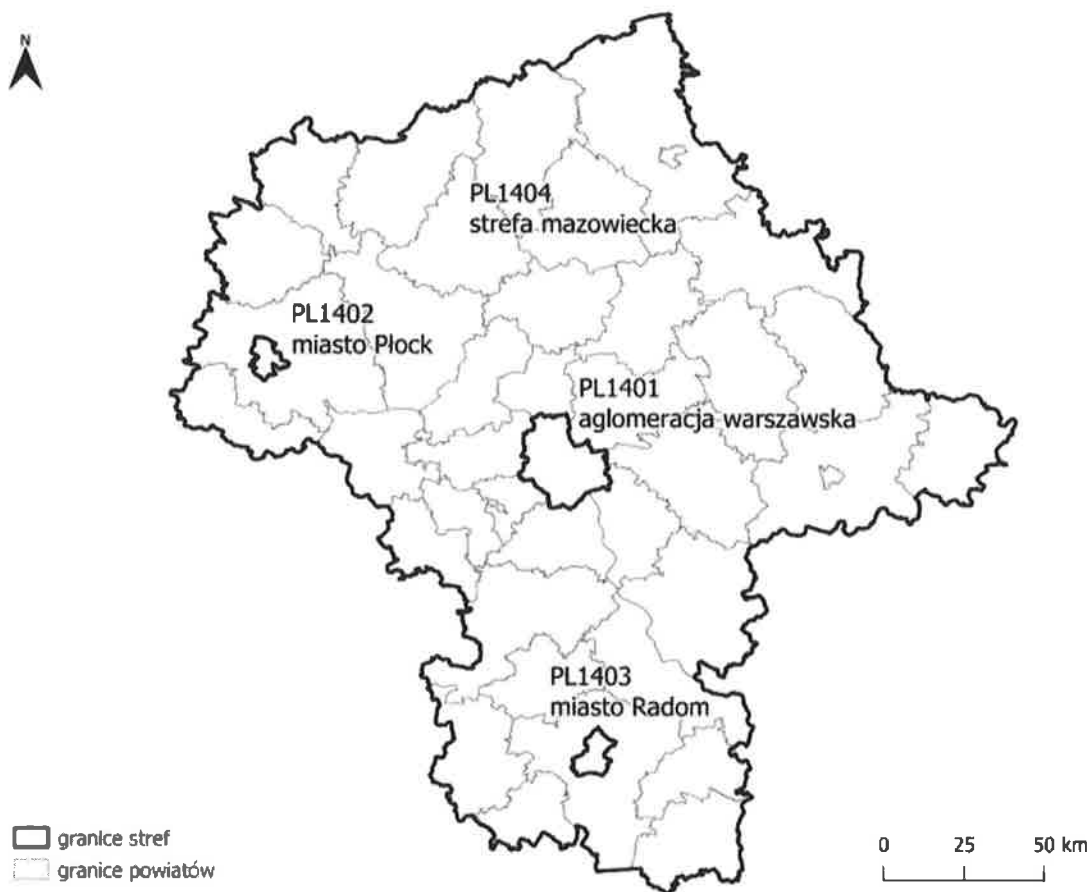 N
PL1404
strefa mazowiecka
PL1402
miasto Płock
PL1401
aglomeracja warszawska
PL1403
miasto Radom
granice stref
granice powiatów
0 25 50 km